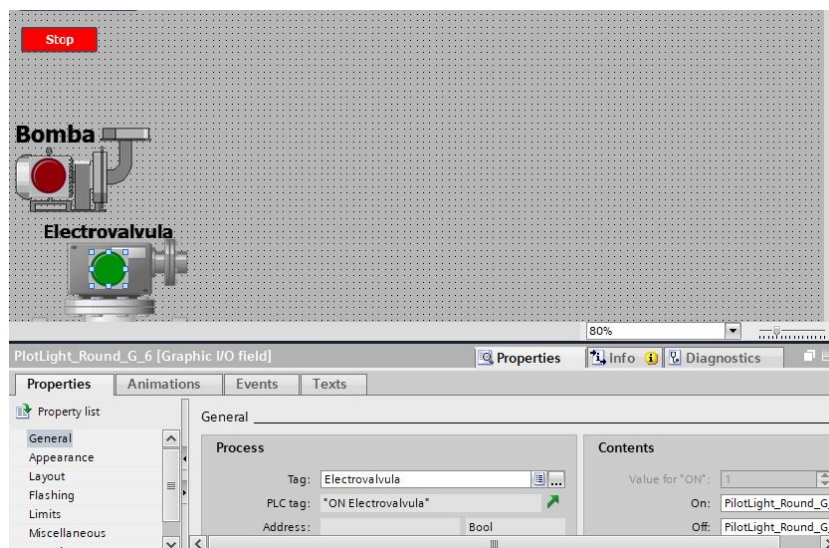 Stop
Bomba
Electrovalvula
80%
PlotLight_Round_G_6 [Graphic I/O field]
Properties
Info
Diagnostics
Properties
Animations
Events
Texts
Property list
General
General
Appearance
Layout
Flashing
Limits
Miscellaneous
Process
Tag: Electrovalvula
PLC tag: "ON Electrovalvula"
Address: Bool
Contents
Value for "ON": 1
On: PilotLight_Round_G_
Off: PilotLight_Round_G_